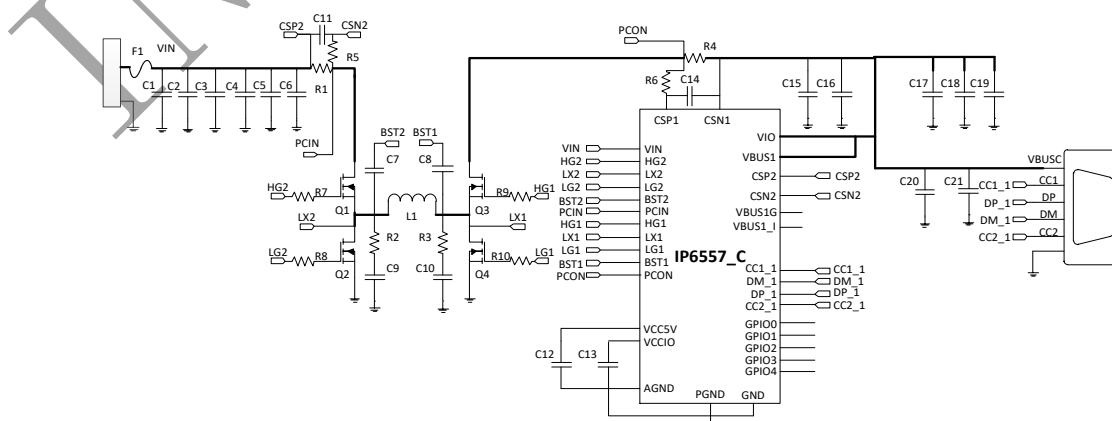 C11
CSP2
CSN2
F1
VIN
R5
R1
C1
C2
C3
C4
C5
C6
PCIN
BST2
BST1
C7
C8
HG2
R7
Q1
L1
Q3
R9
HG1
LX2
LX1
R2
R3
LG2
R8
Q2
C9
C10
Q4
R10
LG1
PCON
R4
R6
C14
CSP1
CSN1
C15
C16
C17
C18
C19
VIN
HG2
LX2
LG2
BST2
PCIN
HG1
LX1
LG1
BST1
PCON
VIN
HG2
LX2
LG2
BST2
PCIN
HG1
LX1
LG1
BST1
PCON
IP6557_C
VIO
VBUS1
CSP2
CSP2
CSN2
CSN2
VBUS1G
VBUS1_I
CC1_1
CC1_1
DM_1
DM_1
DP_1
DP_1
CC2_1
CC2_1
GPIO0
GPIO1
GPIO2
GPIO3
GPIO4
VCC5V
VCCIO
C12
C13
AGND
PGND
GND
C20
C21
VBUSC
CC1_1
CC1
DP_1
DP
DM_1
DM
CC2_1
CC2